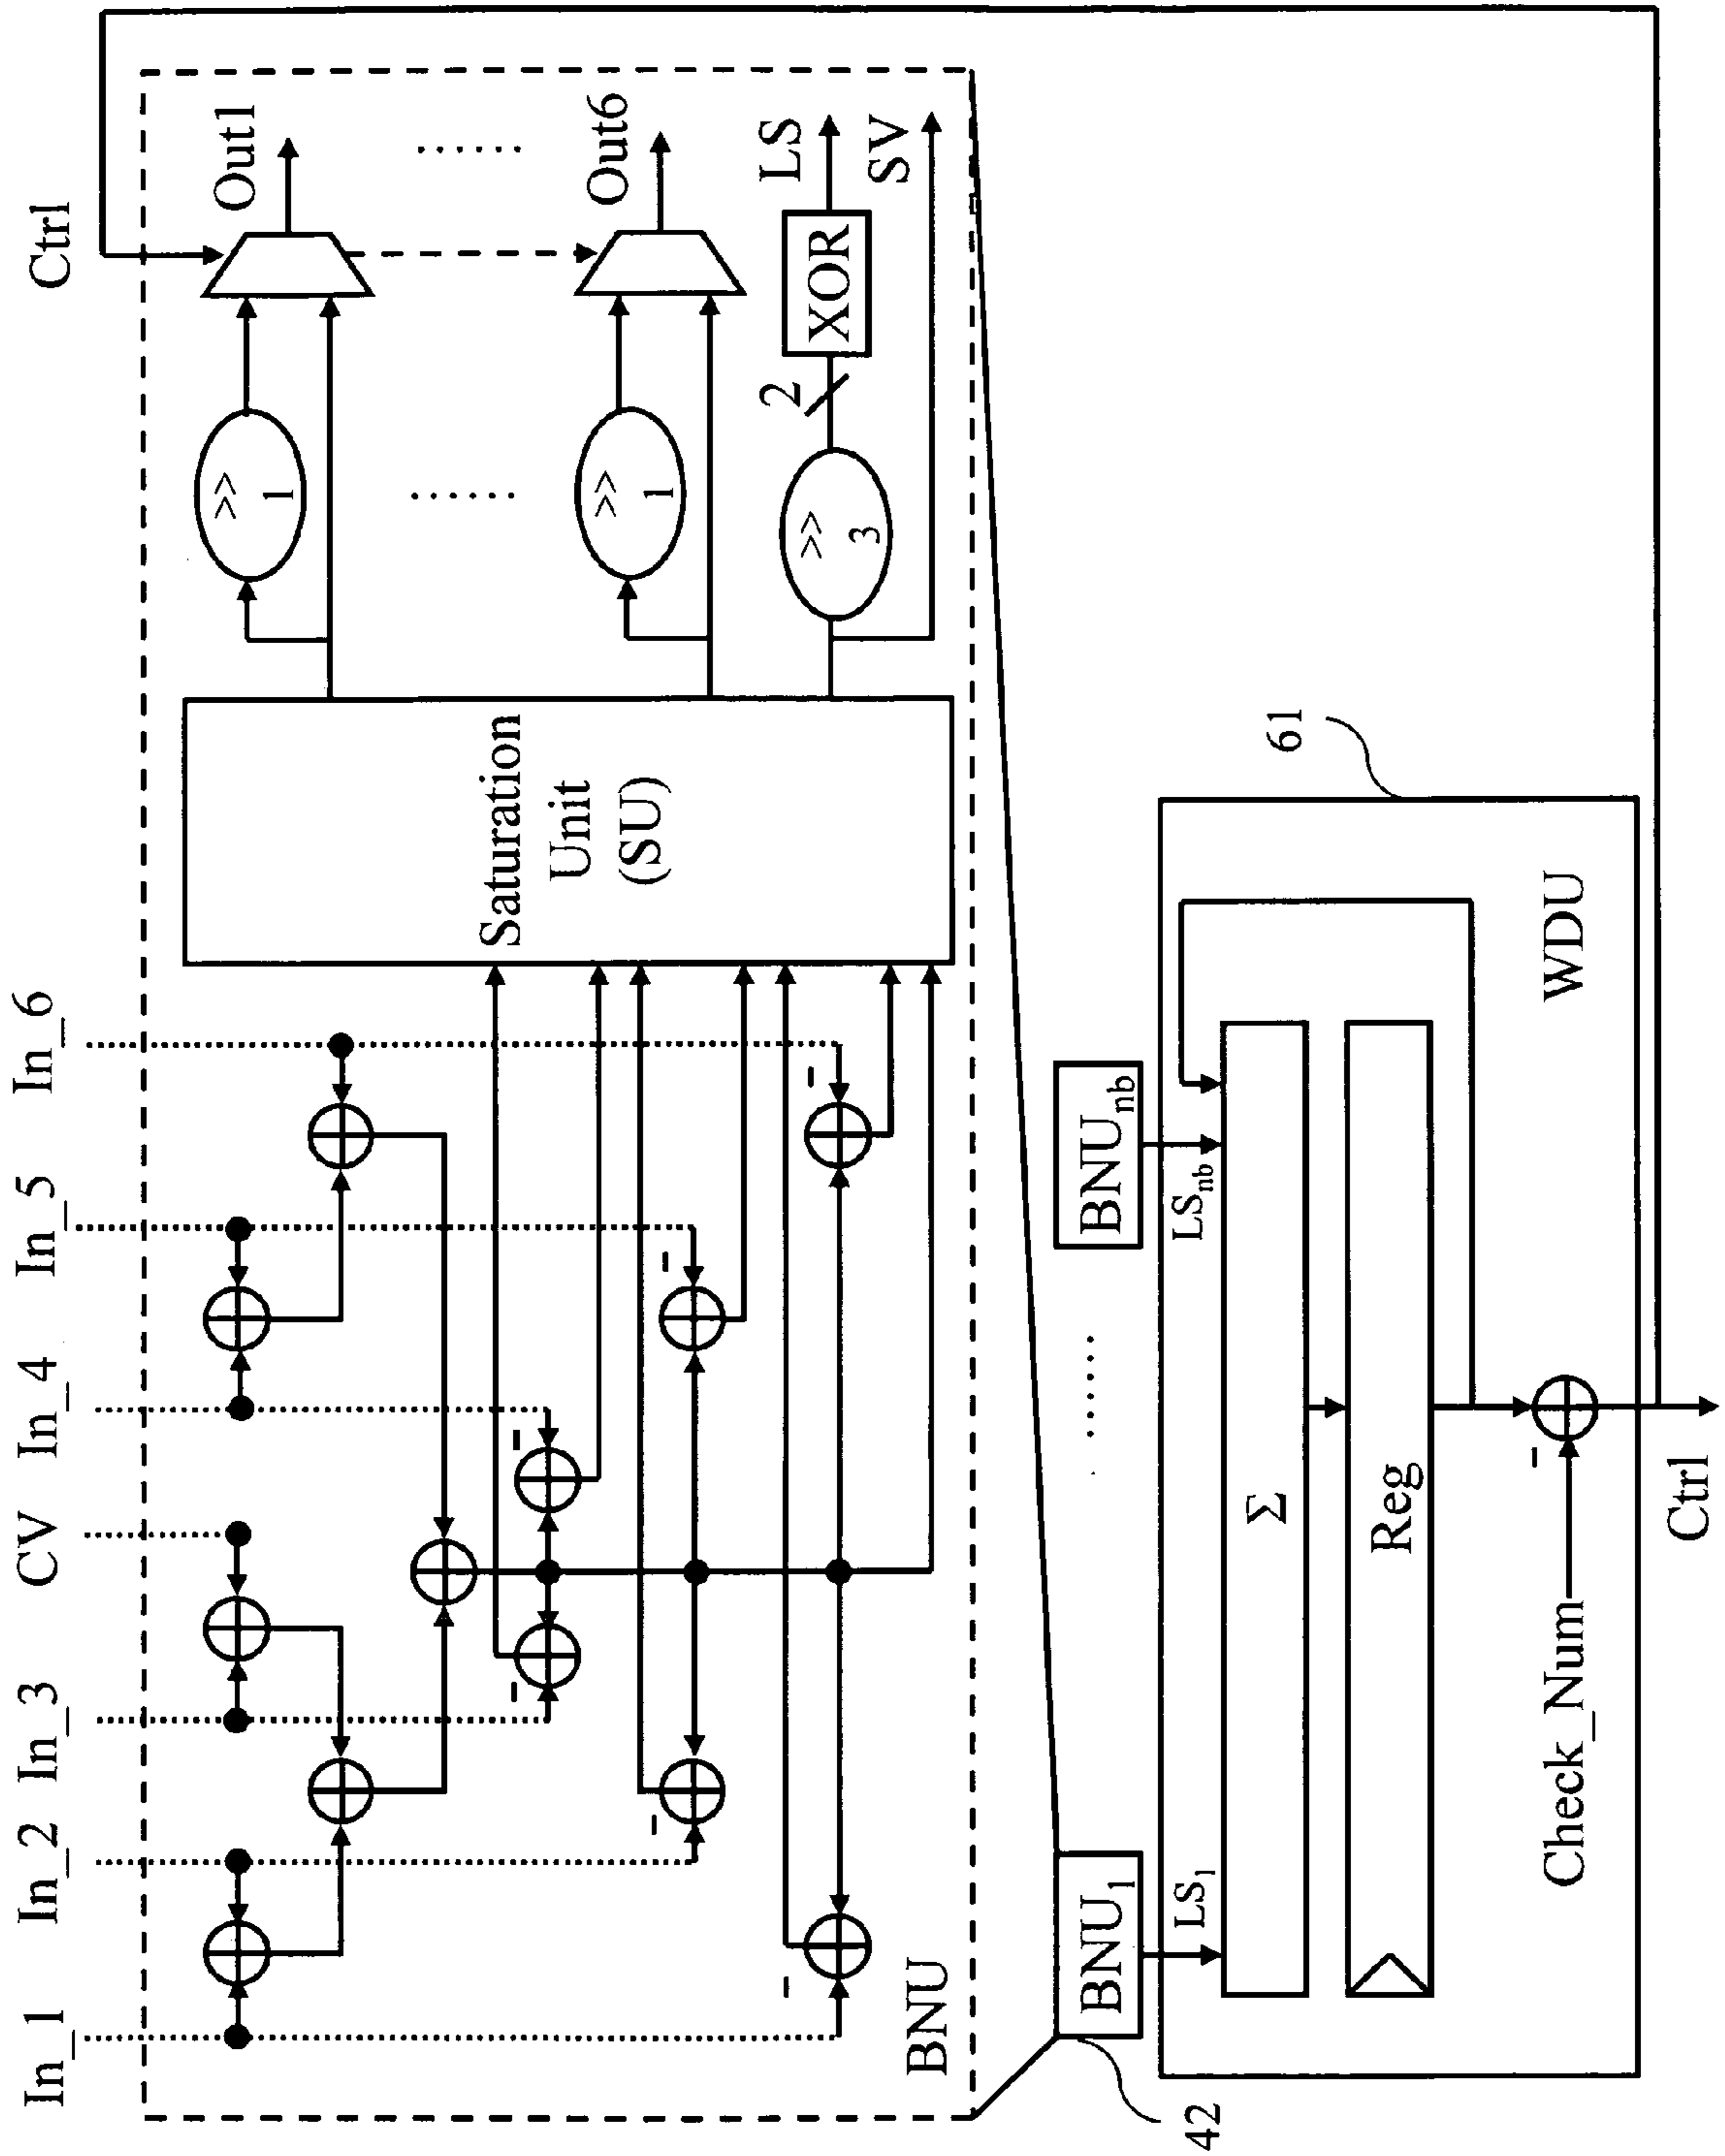 In_1
In_2
In_3
CV
In_4
In_5
In_6
Ctrl
Saturation
Unit
(SU)
>>
1
Out1
......
......
>>
1
Out6
>>
3
2
XOR
LS
SV
BNU
42
BNU1
......
BNUnb
LS1
LSnb
61
Σ
Reg
WDU
Check_Num
Ctrl